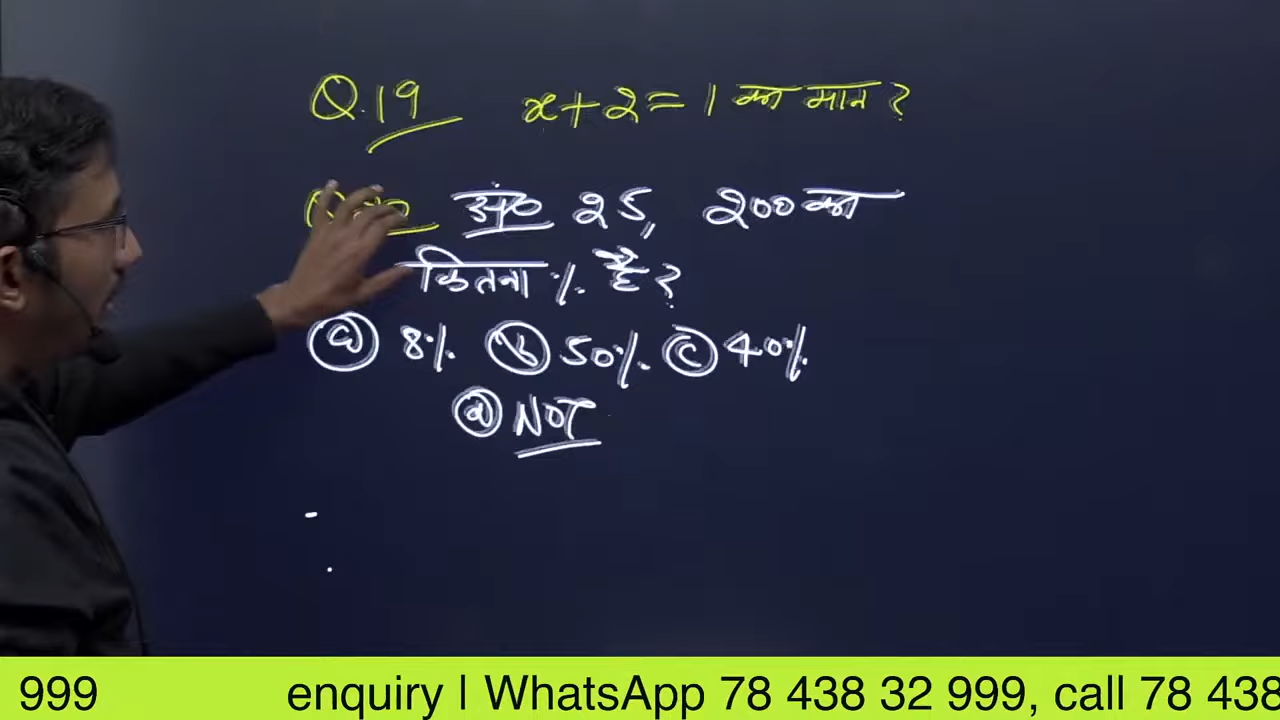 Q.19 x+2=1 का मान?
अं० 25, 200 का
कितना % है?
(a) 8% (b) 50% (c) 40%
(d) NOT
999 enquiry | WhatsApp 78 438 32 999, call 78 438